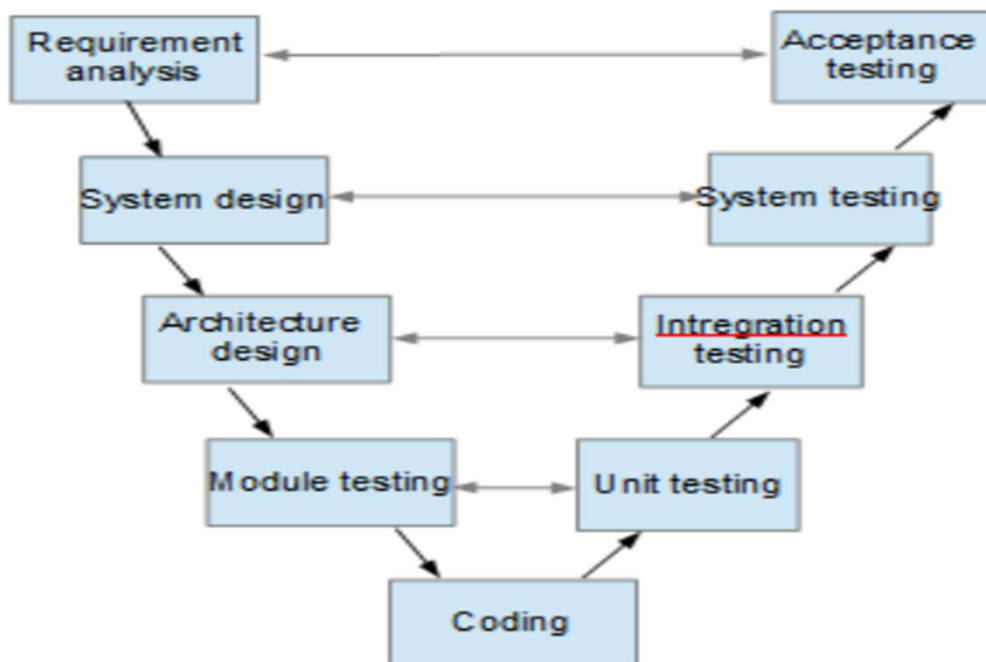 Requirement
analysis
Acceptance
testing
System design
System testing
Architecture
design
Intregration
testing
Module testing
Unit testing
Coding